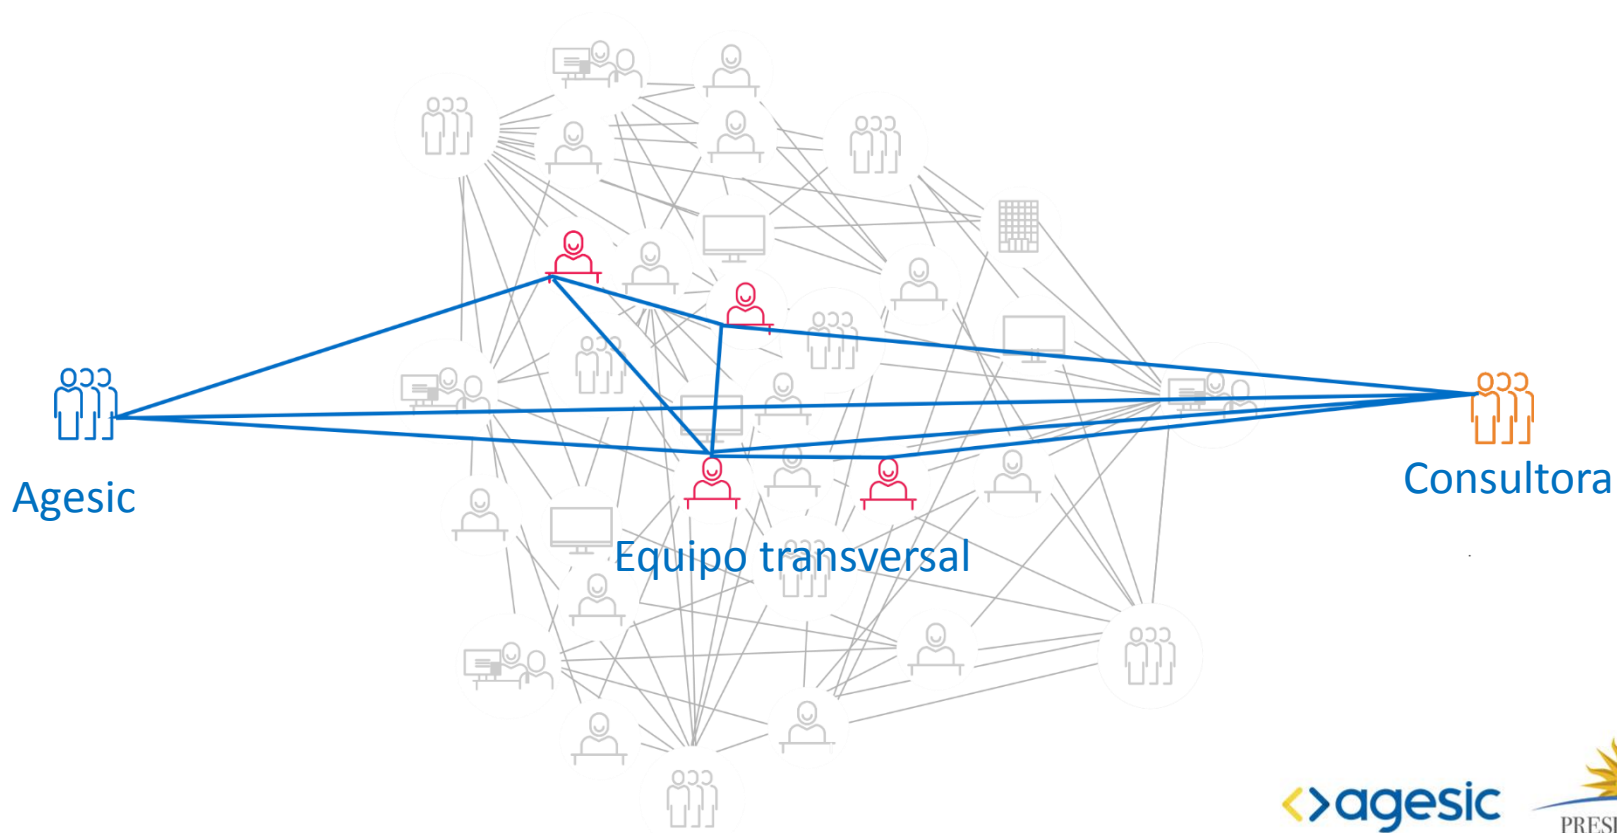 Agesic
Consultora
Equipo transversal
agesic